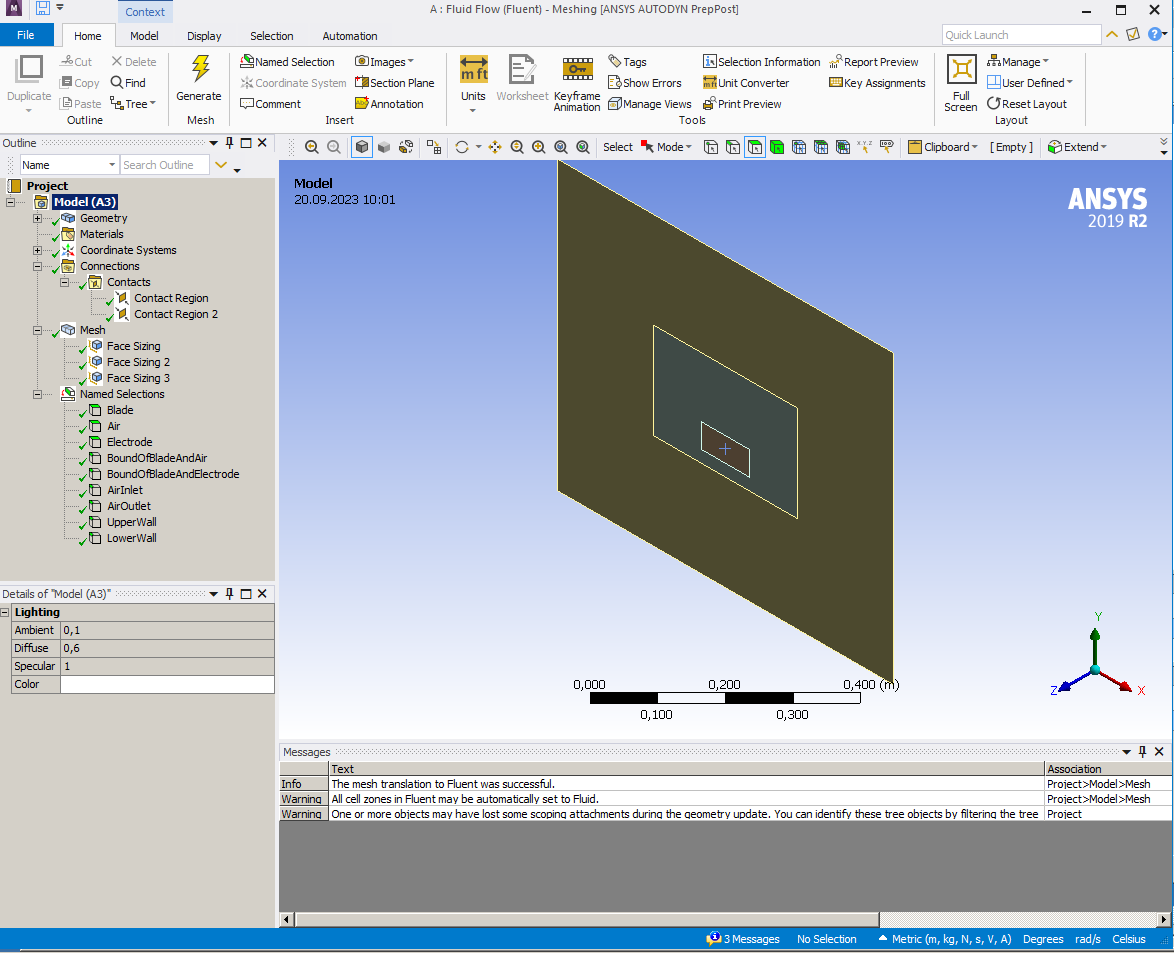 A : Fluid Flow (Fluent) - Meshing [ANSYS AUTODYN PrepPost]
M
Context
File Home Model Display Selection Automation
Quick Launch
Duplicate
Cut Delete
Copy Find
Paste Tree
Outline
Generate
Mesh
Named Selection Images
Coordinate System Section Plane
Comment Annotation
Insert
Units
Worksheet
Keyframe
Animation
Tags
Show Errors
Manage Views
Selection Information Report Preview
Unit Converter Key Assignments
Print Preview
Tools
Full
Screen
Manage
User Defined
Reset Layout
Layout
Outline
Name Search Outline
Select Mode Clipboard [ Empty ] Extend
Project
Model (A3)
Geometry
Materials
Coordinate Systems
Connections
Contacts
Contact Region
Contact Region 2
Mesh
Face Sizing
Face Sizing 2
Face Sizing 3
Named Selections
Blade
Air
Electrode
BoundOfBladeAndAir
BoundOfBladeAndElectrode
AirInlet
AirOutlet
UpperWall
LowerWall
Model
20.09.2023 10:01
ANSYS
2019 R2
0,000 0,200 0,400 (m)
0,100 0,300
Y
Z
X
Details of "Model (A3)"
Lighting
Ambient 0,1
Diffuse 0,6
Specular 1
Color
Messages
Text Association
Info The mesh translation to Fluent was successful. Project>Model>Mesh
Warning All cell zones in Fluent may be automatically set to Fluid. Project>Model>Mesh
Warning One or more objects may have lost some scoping attachments during the geometry update. You can identify these tree objects by filtering the tree Project
3 Messages No Selection Metric (m, kg, N, s, V, A) Degrees rad/s Celsius